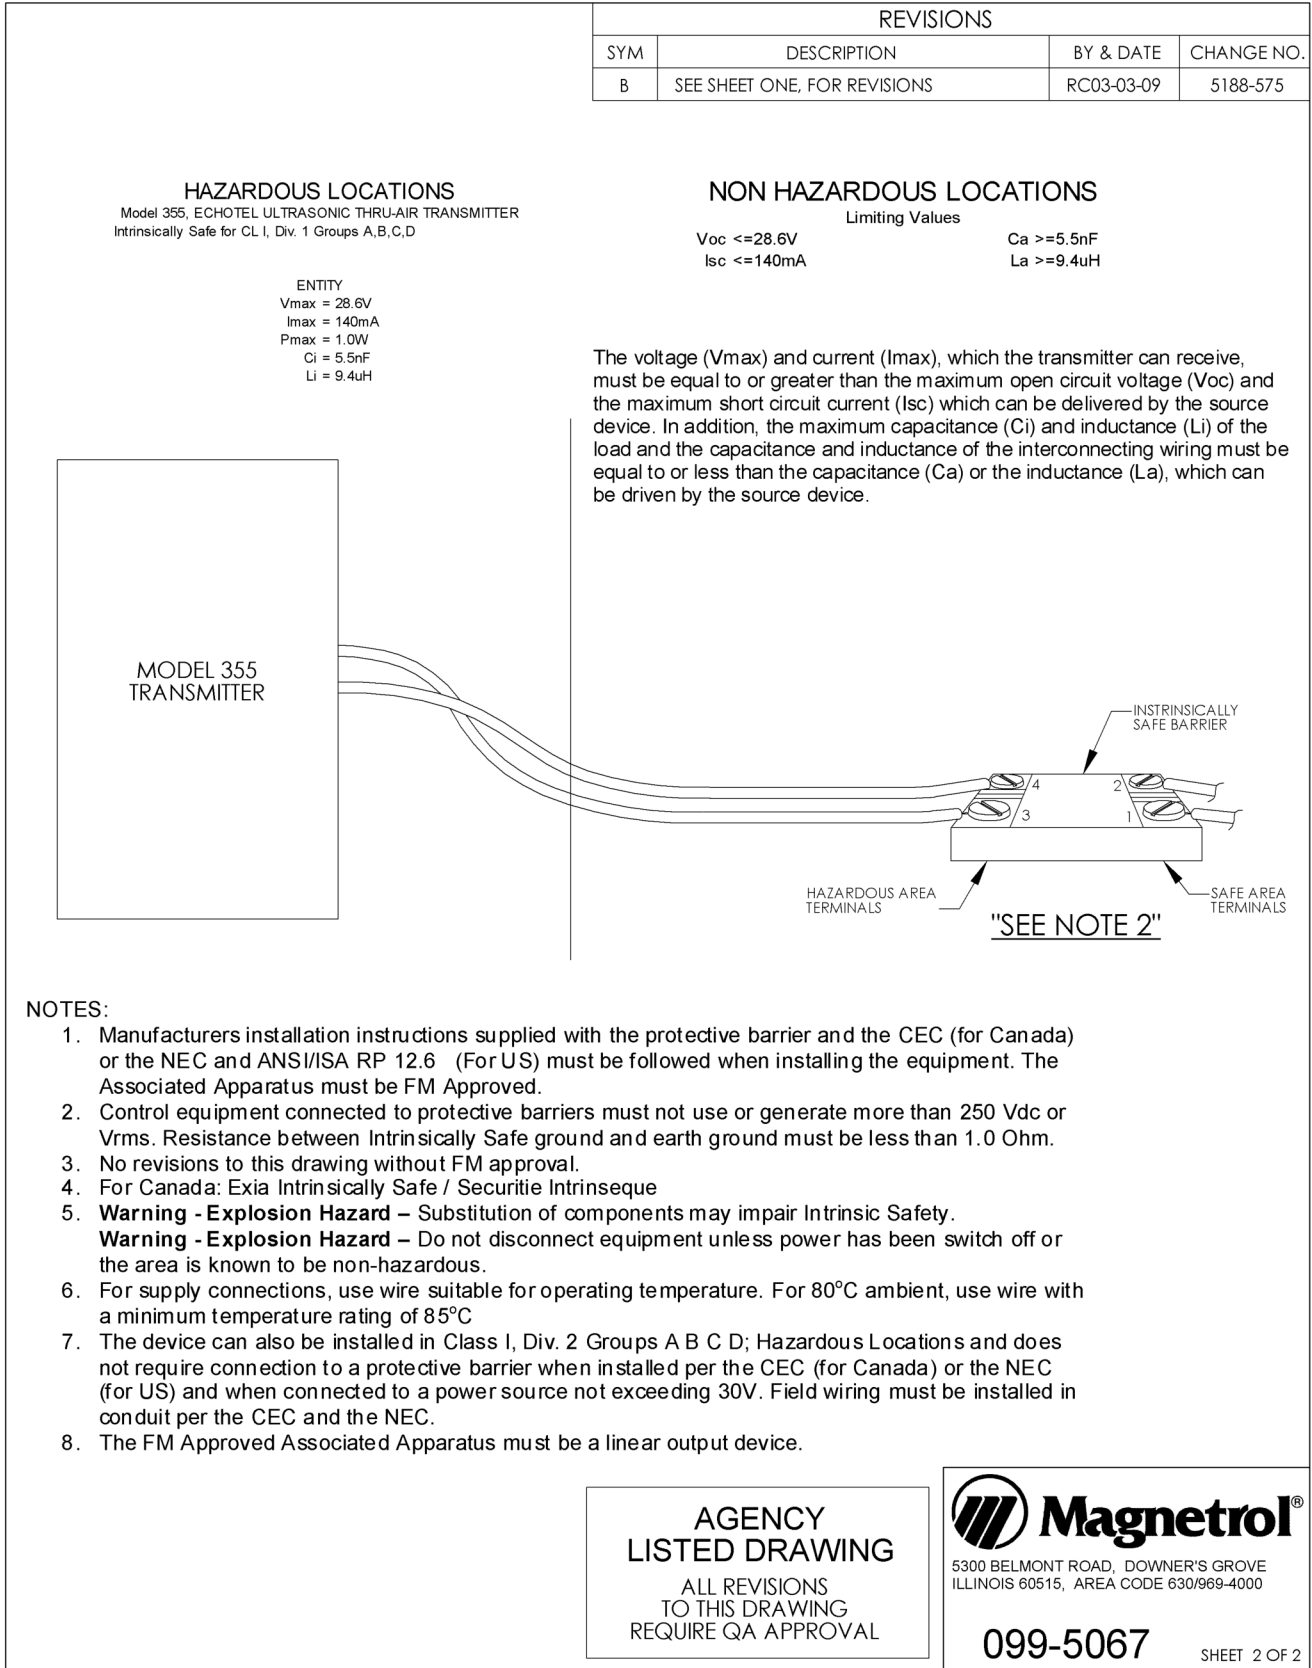 REVISIONS
SYM DESCRIPTION BY & DATE CHANGE NO.
B SEE SHEET ONE, FOR REVISIONS RC03-03-09 5188-575
HAZARDOUS LOCATIONS
Model 355, ECHOTEL ULTRASONIC THRU-AIR TRANSMITTER
Intrinsically Safe for CL I, Div. 1 Groups A,B,C,D
ENTITY
Vmax = 28.6V
Imax = 140mA
Pmax = 1.0W
Ci = 5.5nF
Li = 9.4uH
NON HAZARDOUS LOCATIONS
Limiting Values
Voc <=28.6V Ca >=5.5nF
Isc <=140mA La >=9.4uH
The voltage (Vmax) and current (Imax), which the transmitter can receive,
must be equal to or greater than the maximum open circuit voltage (Voc) and
the maximum short circuit current (Isc) which can be delivered by the source
device. In addition, the maximum capacitance (Ci) and inductance (Li) of the
load and the capacitance and inductance of the interconnecting wiring must be
equal to or less than the capacitance (Ca) or the inductance (La), which can
be driven by the source device.
MODEL 355
TRANSMITTER
INSTRINSICALLY
SAFE BARRIER
4 2
3 1
HAZARDOUS AREA
TERMINALS
SAFE AREA
TERMINALS
"SEE NOTE 2"
NOTES:
1. Manufacturers installation instructions supplied with the protective barrier and the CEC (for Canada)
or the NEC and ANSI/ISA RP 12.6 (For US) must be followed when installing the equipment. The
Associated Apparatus must be FM Approved.
2. Control equipment connected to protective barriers must not use or generate more than 250 Vdc or
Vrms. Resistance between Intrinsically Safe ground and earth ground must be less than 1.0 Ohm.
3. No revisions to this drawing without FM approval.
4. For Canada: Exia Intrinsically Safe / Securitie Intrinseque
5. Warning - Explosion Hazard – Substitution of components may impair Intrinsic Safety.
Warning - Explosion Hazard – Do not disconnect equipment unless power has been switch off or
the area is known to be non-hazardous.
6. For supply connections, use wire suitable for operating temperature. For 80°C ambient, use wire with
a minimum temperature rating of 85°C
7. The device can also be installed in Class I, Div. 2 Groups A B C D; Hazardous Locations and does
not require connection to a protective barrier when installed per the CEC (for Canada) or the NEC
(for US) and when connected to a power source not exceeding 30V. Field wiring must be installed in
conduit per the CEC and the NEC.
8. The FM Approved Associated Apparatus must be a linear output device.
AGENCY
LISTED DRAWING
ALL REVISIONS
TO THIS DRAWING
REQUIRE QA APPROVAL
Magnetrol®
5300 BELMONT ROAD, DOWNER'S GROVE
ILLINOIS 60515, AREA CODE 630/969-4000
099-5067 SHEET 2 OF 2